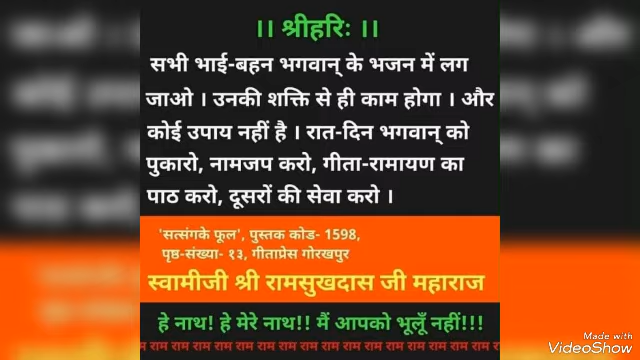 ।। श्रीहरिः ।।
सभी भाई-बहन भगवान् के भजन में लग
जाओ । उनकी शक्ति से ही काम होगा । और
कोई उपाय नहीं है । रात-दिन भगवान् को
पुकारो, नामजप करो, गीता-रामायण का
पाठ करो, दूसरों की सेवा करो ।
'सत्संगके फूल', पुस्तक कोड- 1598,
पृष्ठ-संख्या- १३, गीताप्रेस गोरखपुर
स्वामीजी श्री रामसुखदास जी महाराज
हे नाथ! हे मेरे नाथ!! मैं आपको भूलूँ नहीं!!!
म राम राम राम राम राम राम राम राम राम राम राम राम राम राम राम र
Made with
VideoShow